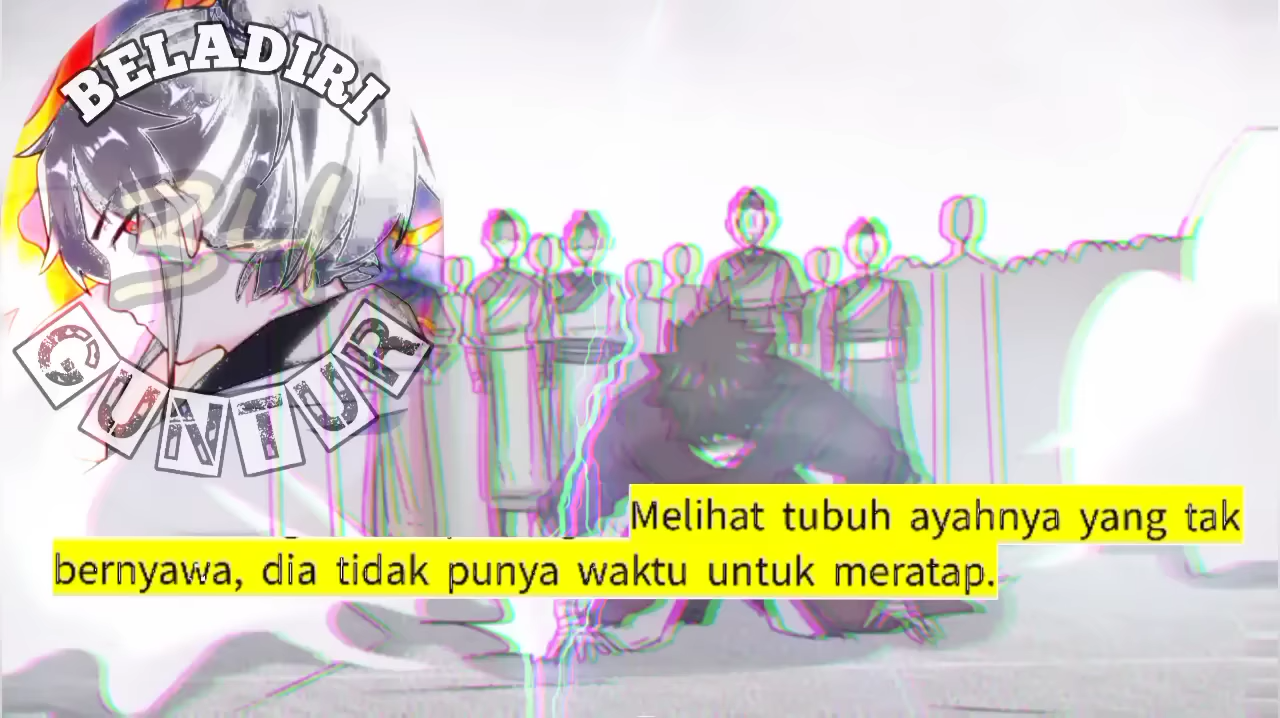 BELADIRI
GUNTUR
Melihat tubuh ayahnya yang tak
bernyawa, dia tidak punya waktu untuk meratap.